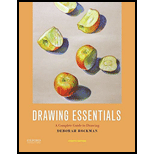 DRAWING ESSENTIALS
A Complete Guide to Drawing
DEBORAH ROCKMAN